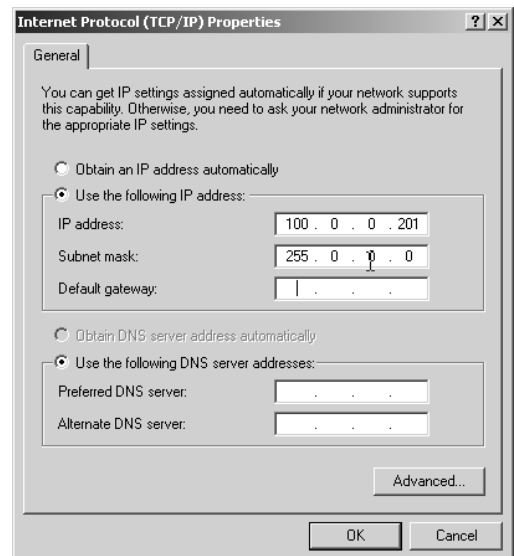 Internet Protocol (TCP/IP) Properties
General
You can get IP settings assigned automatically if your network supports
this capability. Otherwise, you need to ask your network administrator for
the appropriate IP settings.
Obtain an IP address automatically
Use the following IP address:
IP address: 100 . 0 . 0 . 201
Subnet mask: 255 . 0 . 0 . 0
Default gateway: . . .
Obtain DNS server address automatically
Use the following DNS server addresses:
Preferred DNS server: . . .
Alternate DNS server: . . .
Advanced...
OK Cancel